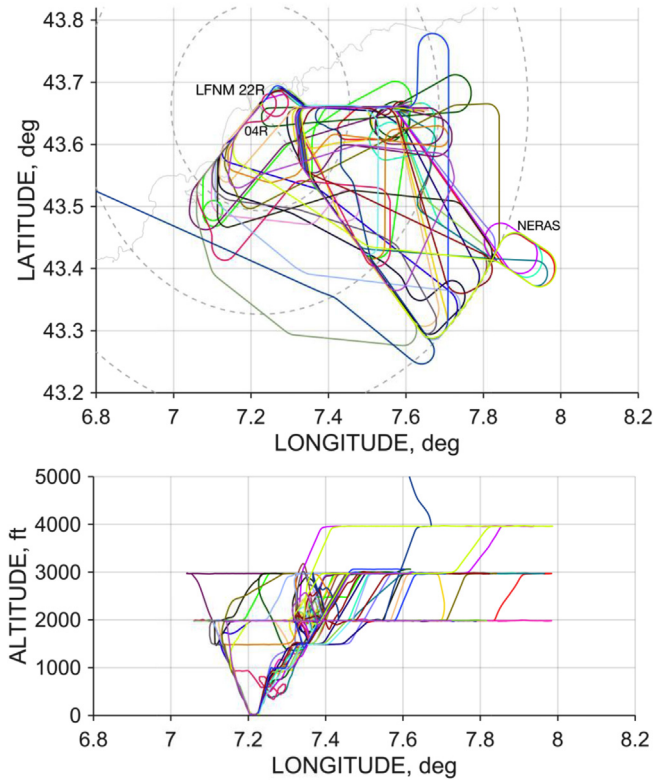 43.8
43.7
43.6
43.5
43.4
43.3
43.2
LATITUDE, deg
LFNM 22R
04R
NERAS
6.8 7 7.2 7.4 7.6 7.8 8 8.2
LONGITUDE, deg
5000
4000
3000
2000
1000
0
ALTITUDE, ft
6.8 7 7.2 7.4 7.6 7.8 8 8.2
LONGITUDE, deg